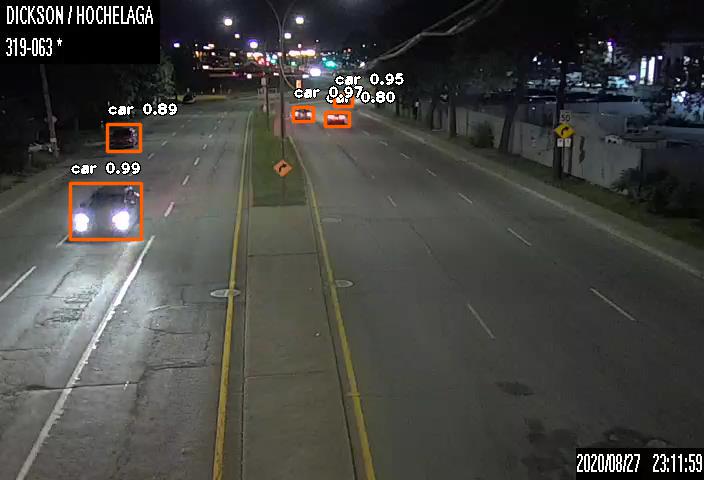 DICKSON / HOCHELAGA
319-063 *
car 0.95
car 0.97
car 0.80
car 0.89
car 0.99
50
2020/08/27 23:11:59